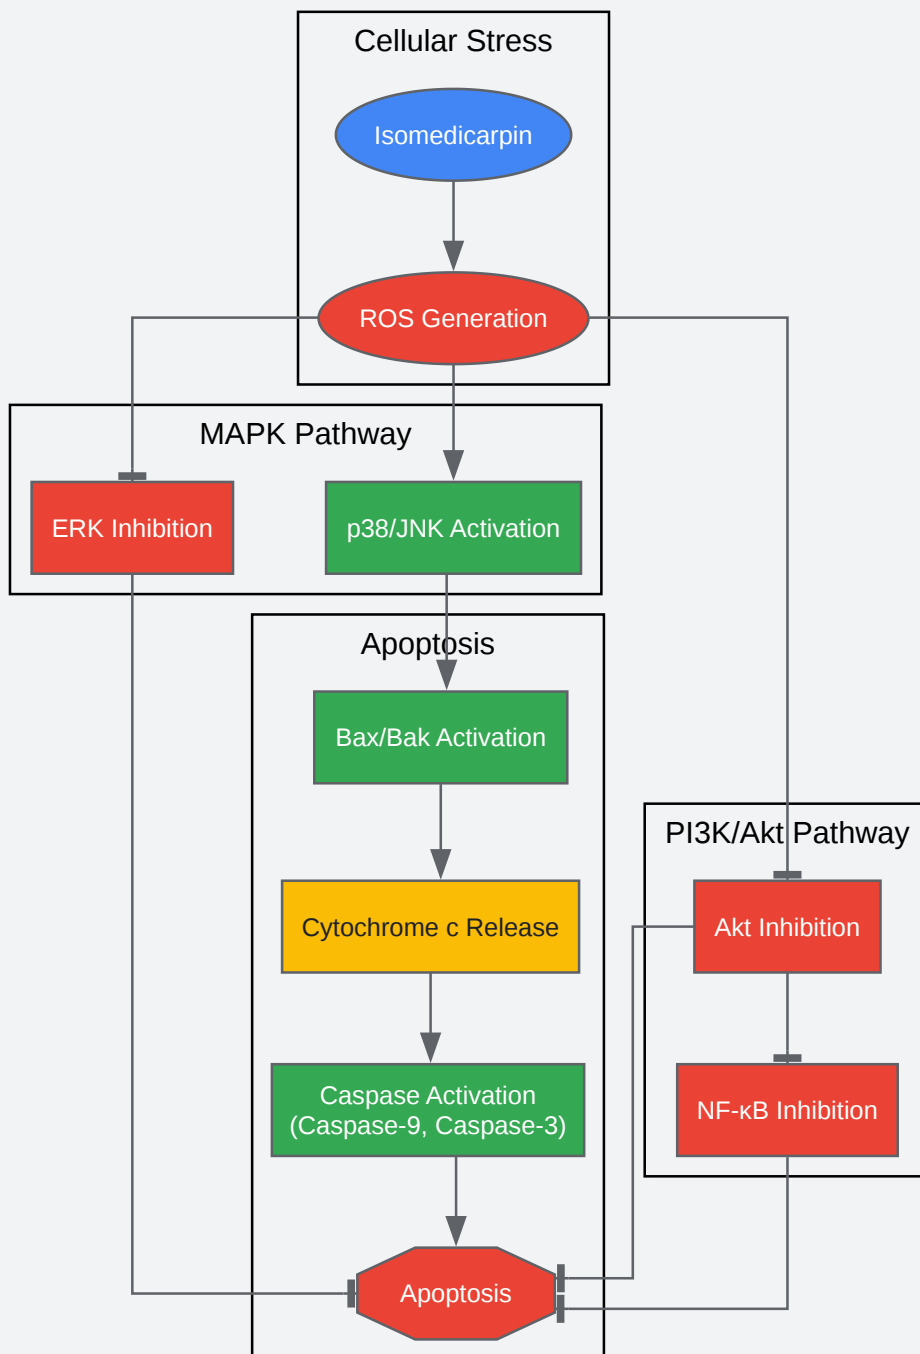 Cellular Stress
Isomedicarpin
ROS Generation
MAPK Pathway
ERK Inhibition
p38/JNK Activation
Apoptosis
Bax/Bak Activation
PI3K/Akt Pathway
Cytochrome c Release
Akt Inhibition
Caspase Activation
(Caspase-9, Caspase-3)
NF-κB Inhibition
Apoptosis